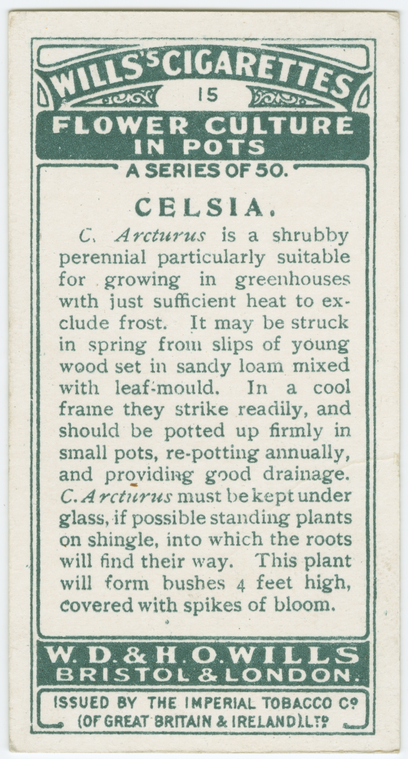 WILLS'S CIGARETTES
15
FLOWER CULTURE
IN POTS
A SERIES OF 50.
CELSIA.
C. Arcturus is a shrubby
perennial particularly suitable
for growing in greenhouses
with just sufficient heat to ex-
clude frost. It may be struck
in spring from slips of young
wood set in sandy loam mixed
with leaf-mould. In a cool
frame they strike readily, and
should be potted up firmly in
small pots, re-potting annually,
and providing good drainage.
C. Arcturus must be kept under
glass, if possible standing plants
on shingle, into which the roots
will find their way. This plant
will form bushes 4 feet high,
covered with spikes of bloom.
W. D. & H. O. WILLS
BRISTOL & LONDON.
ISSUED BY THE IMPERIAL TOBACCO CO
(OF GREAT BRITAIN & IRELAND), LTD